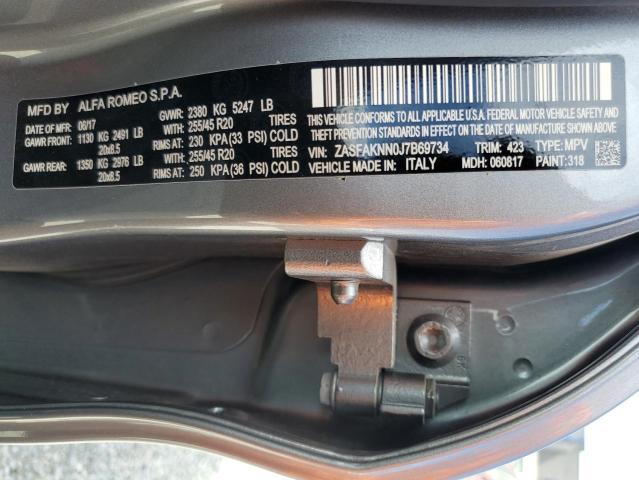 MFD BY ALFA ROMEO S.P.A.
DATE OF MFR: 06/17 GVWR: 2380 KG 5247 LB
GAWR FRONT: 1130 KG 2491 LB WITH: 255/45 R20 TIRES
20x8.5 RIMS AT: 230 KPA(33 PSI) COLD
GAWR REAR: 1350 KG 2976 LB WITH: 255/45 R20 TIRES
20x8.5 RIMS AT: 250 KPA(36 PSI) COLD
THIS VEHICLE CONFORMS TO ALL APPLICABLE U.S.A. FEDERAL MOTOR VEHICLE SAFETY,
BUMPER, AND THEFT PREVENTION STANDARDS IN EFFECT ON THE DATE OF MANUFACTURE SHOWN ABOVE.
VIN: ZASFAKNN0J7B69734 TRIM: 423 TYPE: MPV
VEHICLE MADE IN: ITALY MDH: 060817 PAINT: 318